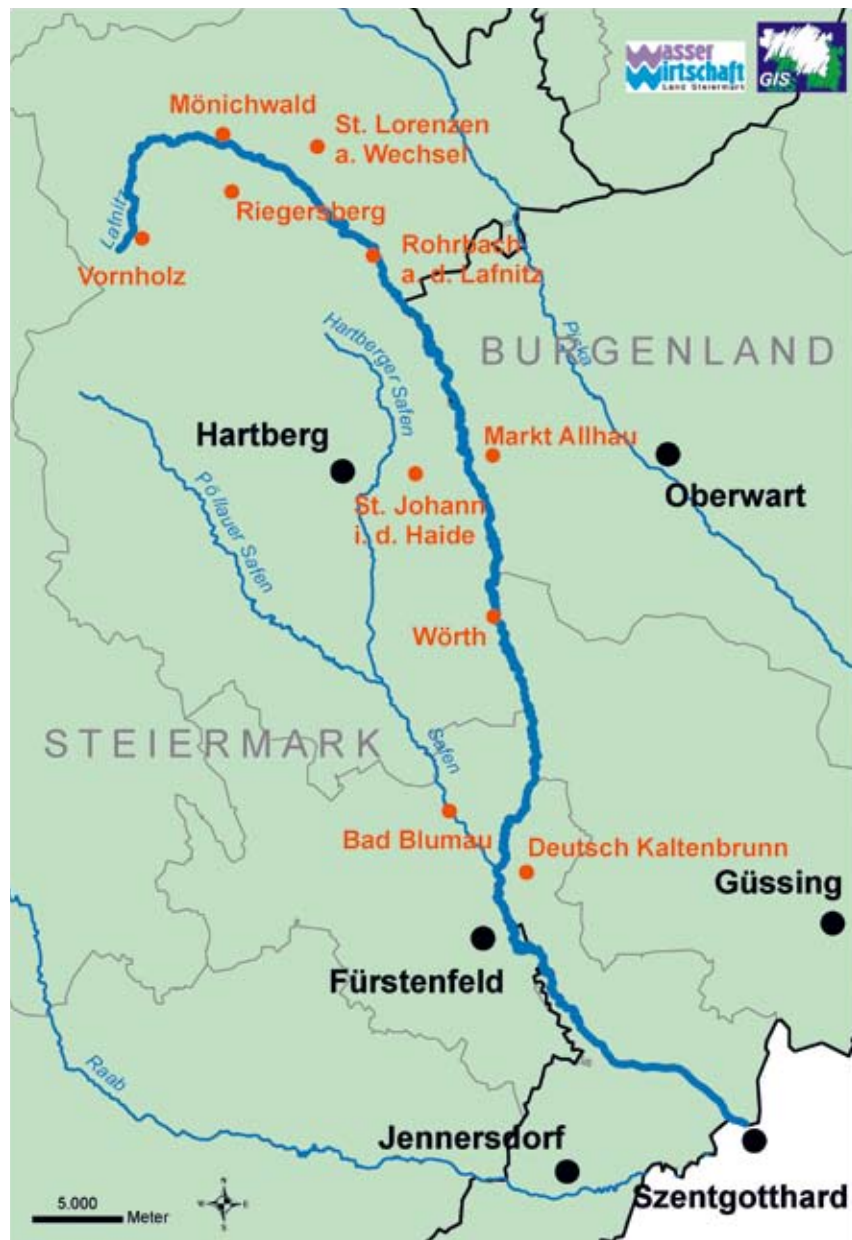 Wasser
Wirtschaft
Land Steiermark
GIS
Mönichwald
St. Lorenzen
a. Wechsel
Lafnitz
Riegersberg
Vornholz
Rohrbach
a. d. Lafnitz
Hartberger Safen
Pinka
BURGENLAND
Hartberg
Markt Allhau
Oberwart
Pöllauer Safen
St. Johann
i. d. Haide
Wörth
STEIERMARK
Safen
Bad Blumau
Deutsch Kaltenbrunn
Güssing
Fürstenfeld
Raab
Jennersdorf
Szentgotthard
5.000
Meter
N
W
E
S